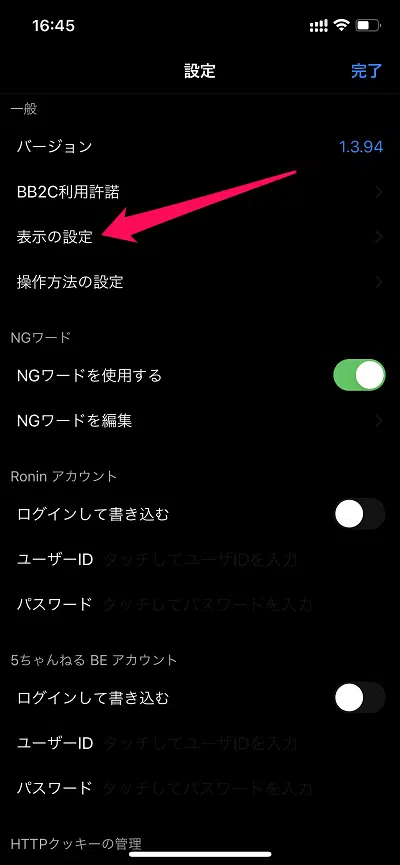 16:45
設定
完了
一般
バージョン 1.3.94
BB2C利用許諾
表示の設定
操作方法の設定
NGワード
NGワードを使用する
NGワードを編集
Ronin アカウント
ログインして書き込む
ユーザーID タッチしてユーザIDを入力
パスワード タッチしてパスワードを入力
5ちゃんねる BE アカウント
ログインして書き込む
ユーザーID タッチしてユーザIDを入力
パスワード タッチしてパスワードを入力
HTTPクッキーの管理